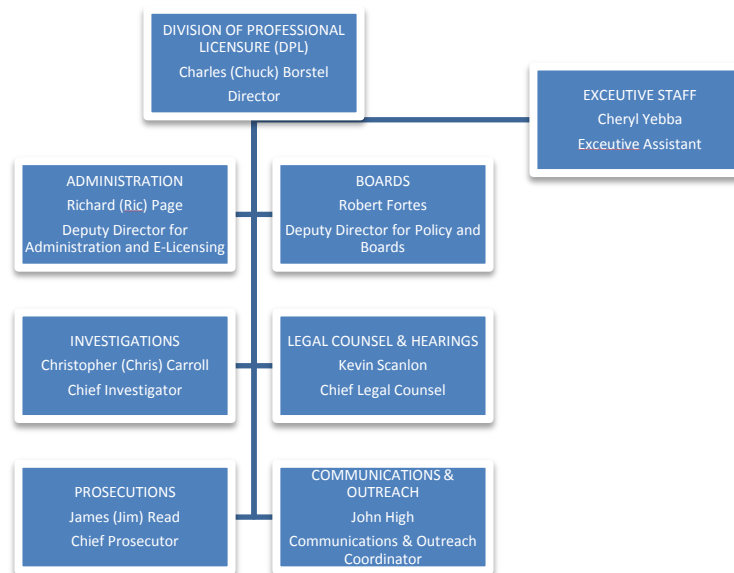 DIVISION OF PROFESSIONAL
LICENSURE (DPL)
Charles (Chuck) Borstel
Director
EXCEUTIVE STAFF
Cheryl Yebba
Exceutive Assistant
ADMINISTRATION
Richard (Ric) Page
Deputy Director for
Administration and E-Licensing
BOARDS
Robert Fortes
Deputy Director for Policy and
Boards
INVESTIGATIONS
Christopher (Chris) Carroll
Chief Investigator
LEGAL COUNSEL & HEARINGS
Kevin Scanlon
Chief Legal Counsel
PROSECUTIONS
James (Jim) Read
Chief Prosecutor
COMMUNICATIONS &
OUTREACH
John High
Communications & Outreach
Coordinator